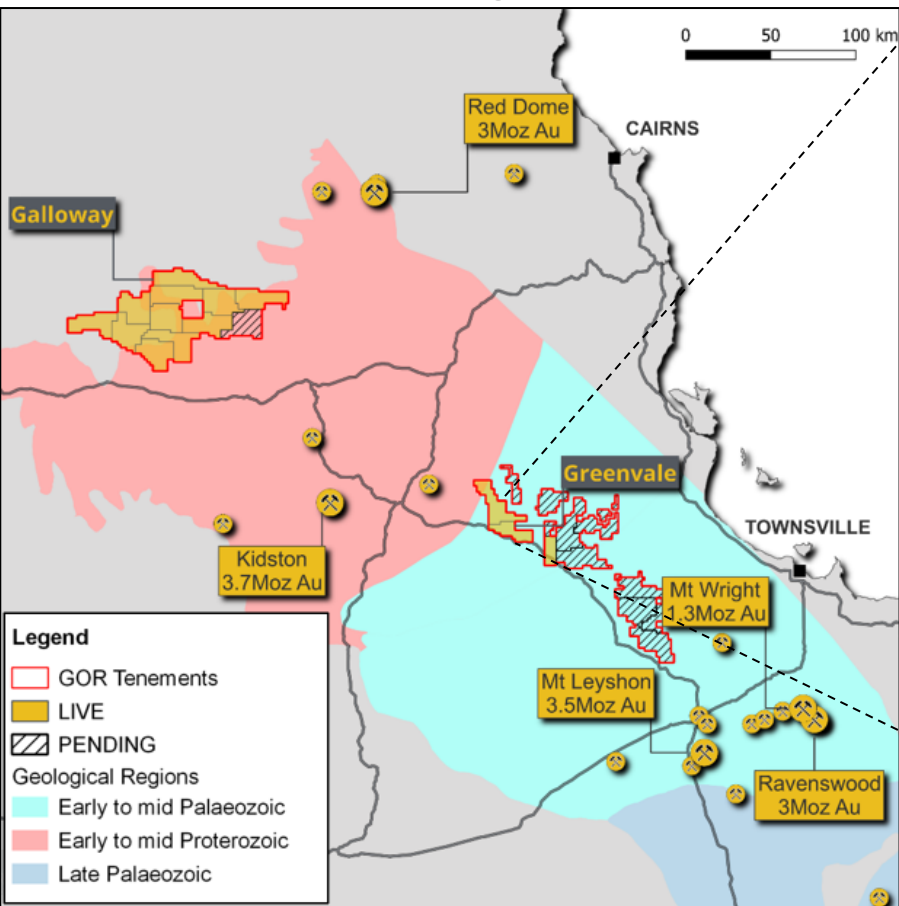 0 50 100 km
Red Dome
3Moz Au
CAIRNS
Galloway
Greenvale
TOWNSVILLE
Kidston
3.7Moz Au
Mt Wright
1.3Moz Au
Mt Leyshon
3.5Moz Au
Ravenswood
3Moz Au
Legend
GOR Tenements
LIVE
PENDING
Geological Regions
Early to mid Palaeozoic
Early to mid Proterozoic
Late Palaeozoic